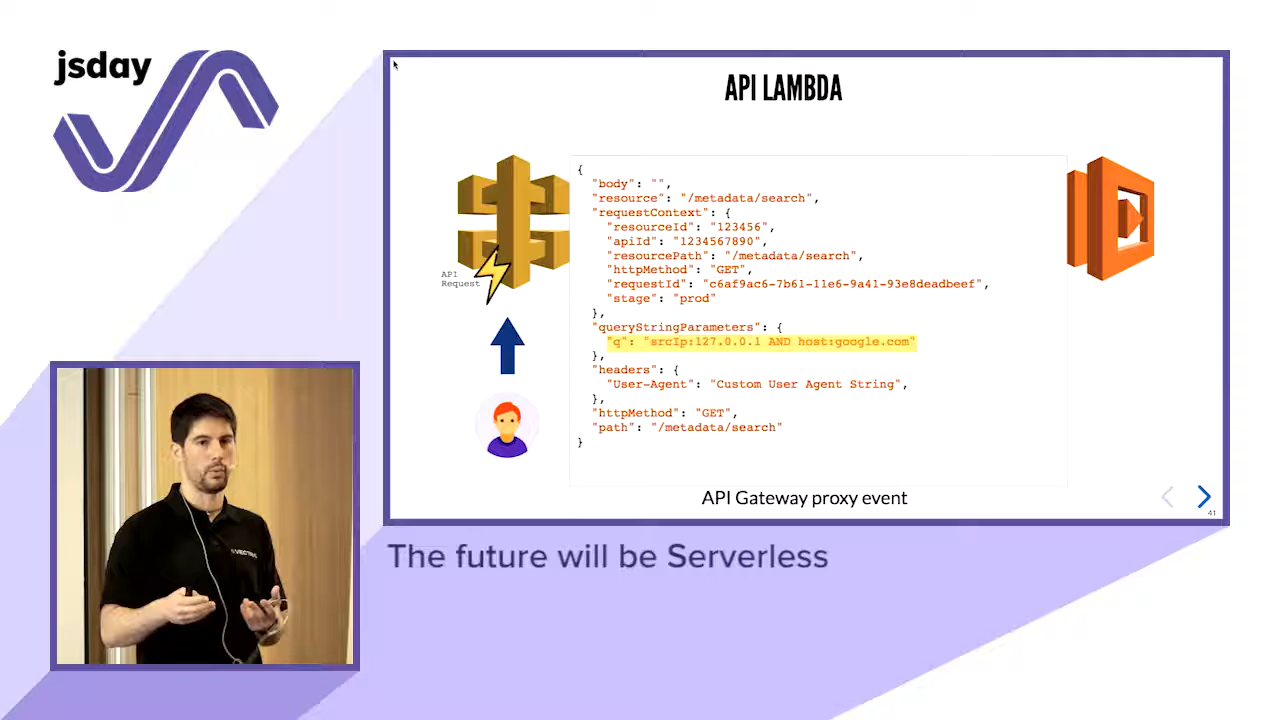 jsday
API LAMBDA
{
"body": "",
"resource": "/metadata/search",
"requestContext": {
"resourceId": "123456",
"apiId": "1234567890",
"resourcePath": "/metadata/search",
"httpMethod": "GET",
"requestId": "c6af9ac6-7b61-11e6-9a41-93e8deadbeef",
"stage": "prod"
},
"queryStringParameters": {
"q": "srcIp:127.0.0.1 AND host:google.com"
},
"headers": {
"User-Agent": "Custom User Agent String",
},
"httpMethod": "GET",
"path": "/metadata/search"
}
API
Request
API Gateway proxy event
41
The future will be Serverless